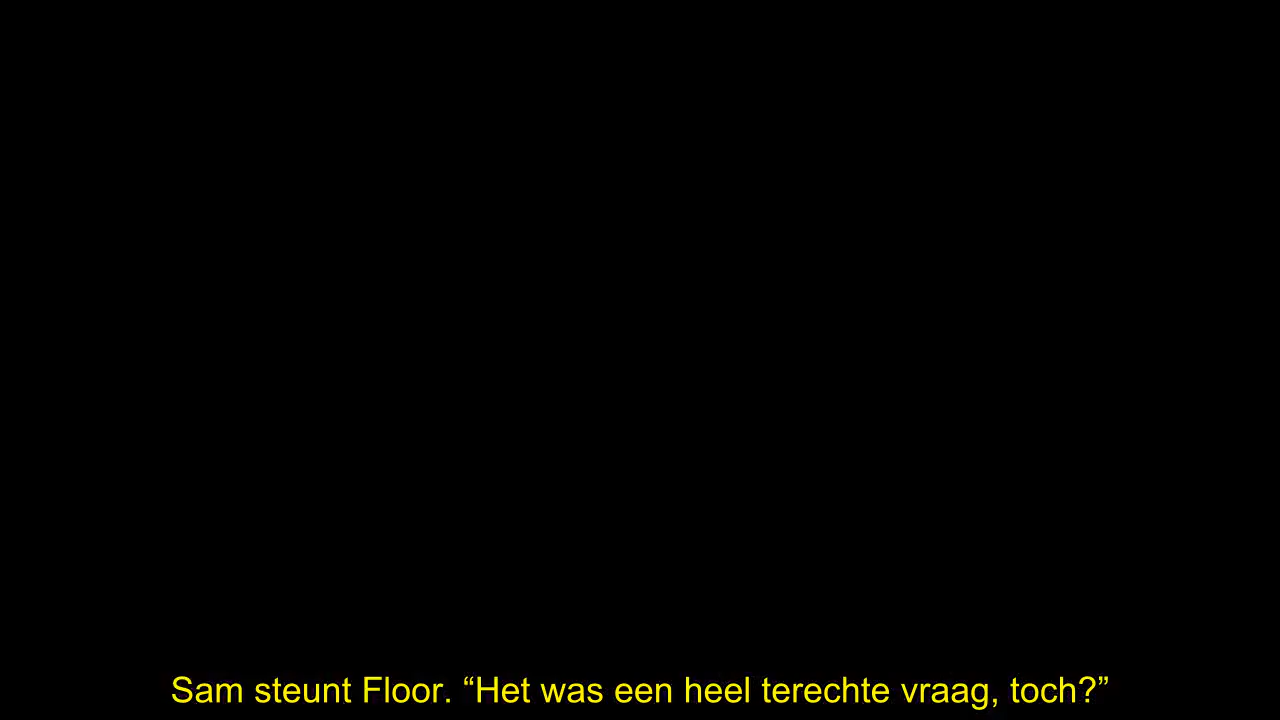 Sam steunt Floor. “Het was een heel terechte vraag, toch?”